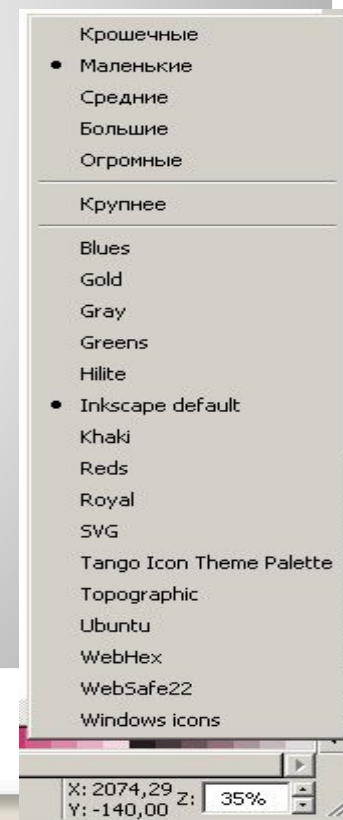 Крошечные
Маленькие
Средние
Большие
Огромные
Крупнее
Blues
Gold
Gray
Greens
Hilite
Inkscape default
Khaki
Reds
Royal
SVG
Tango Icon Theme Palette
Topographic
Ubuntu
WebHex
WebSafe22
Windows icons
X: 2074,29 Z: 35%
Y: -140,00